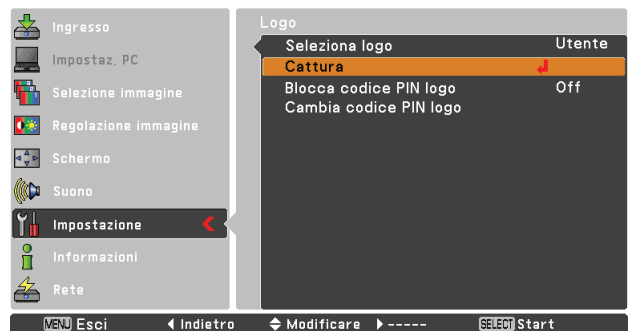 Ingresso
Impostaz. PC
Selezione immagine
Regolazione immagine
Schermo
Suono
Impostazione
Informazioni
Rete
Logo
Seleziona logo Utente
Cattura
Blocca codice PIN logo Off
Cambia codice PIN logo
MENU Esci Indietro Modificare ----- SELECT Start